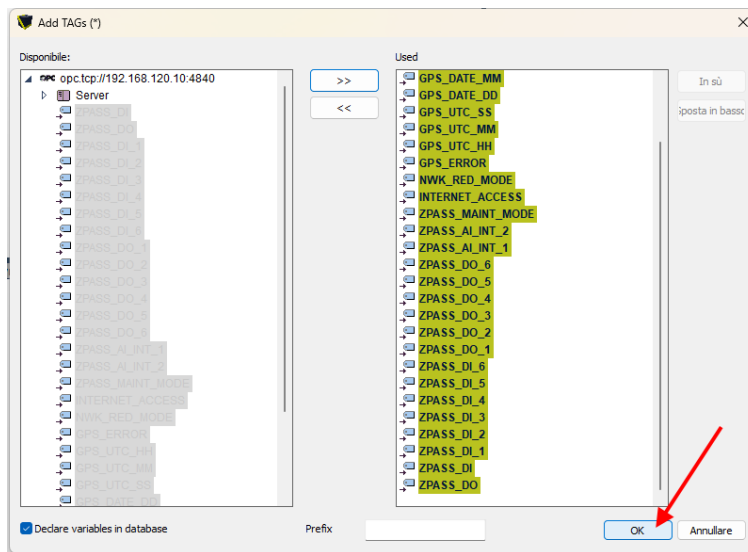 Add TAGs (*)
Disponibile:
Used
opc.tcp://192.168.120.10:4840
Server
ZPASS_DI
ZPASS_DO
ZPASS_DI_1
ZPASS_DI_2
ZPASS_DI_3
ZPASS_DI_4
ZPASS_DI_5
ZPASS_DI_6
ZPASS_DO_1
ZPASS_DO_2
ZPASS_DO_3
ZPASS_DO_4
ZPASS_DO_5
ZPASS_DO_6
ZPASS_AI_INT_1
ZPASS_AI_INT_2
ZPASS_MAINT_MODE
INTERNET_ACCESS
NWK_RED_MODE
GPS_ERROR
GPS_UTC_HH
GPS_UTC_MM
GPS_UTC_SS
GPS_DATE_DD
>>
<<
GPS_DATE_MM
GPS_DATE_DD
GPS_UTC_SS
GPS_UTC_MM
GPS_UTC_HH
GPS_ERROR
NWK_RED_MODE
INTERNET_ACCESS
ZPASS_MAINT_MODE
ZPASS_AI_INT_2
ZPASS_AI_INT_1
ZPASS_DO_6
ZPASS_DO_5
ZPASS_DO_4
ZPASS_DO_3
ZPASS_DO_2
ZPASS_DO_1
ZPASS_DI_6
ZPASS_DI_5
ZPASS_DI_4
ZPASS_DI_3
ZPASS_DI_2
ZPASS_DI_1
ZPASS_DI
ZPASS_DO
In sù
Sposta in basso
Declare variables in database
Prefix
OK
Annullare